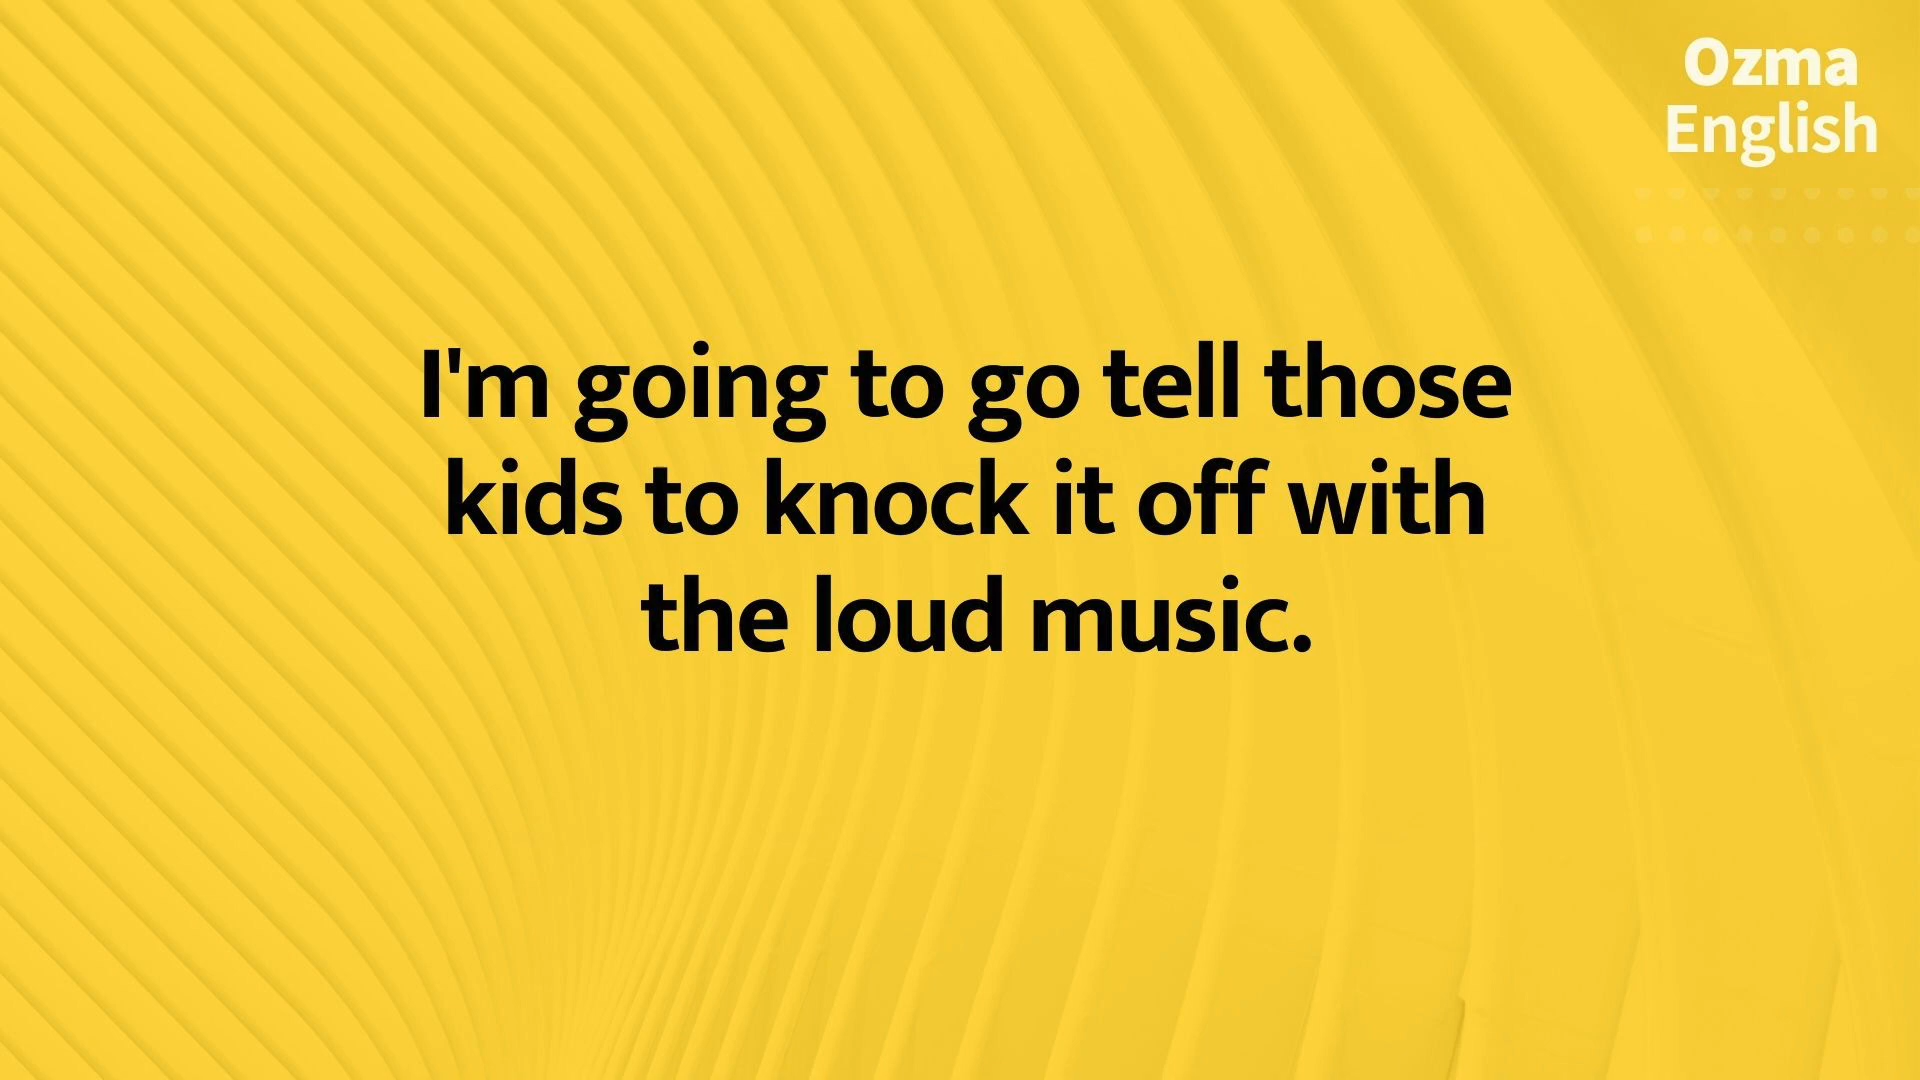 Ozma
English
I'm going to go tell those
kids to knock it off with
the loud music.